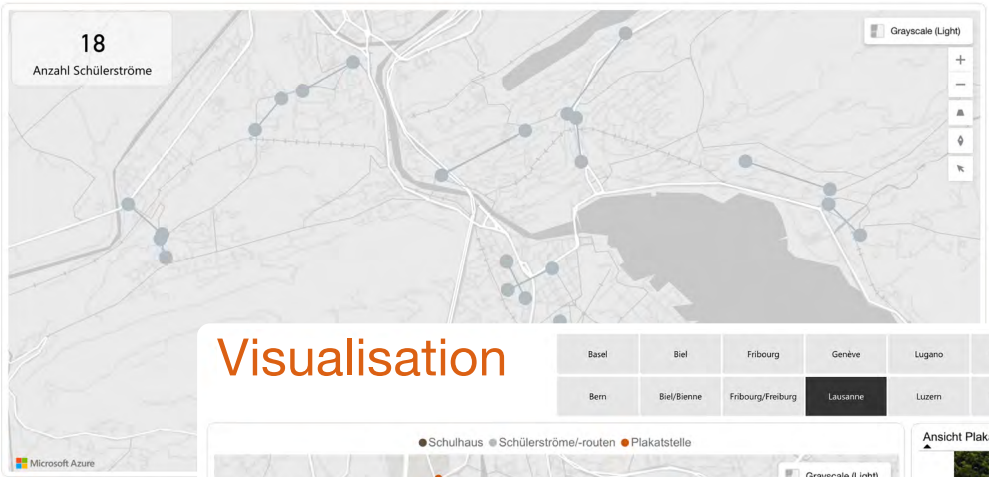 18
Anzahl Schülerströme
Grayscale (Light)
Microsoft Azure
Visualisation
Basel
Biel
Fribourg
Genève
Lugano
Bern
Biel/Bienne
Fribourg/Freiburg
Lausanne
Luzern
Schulhaus Schülerströme/-routen Plakatstelle
Ansicht Plak
Grayscale (Light)